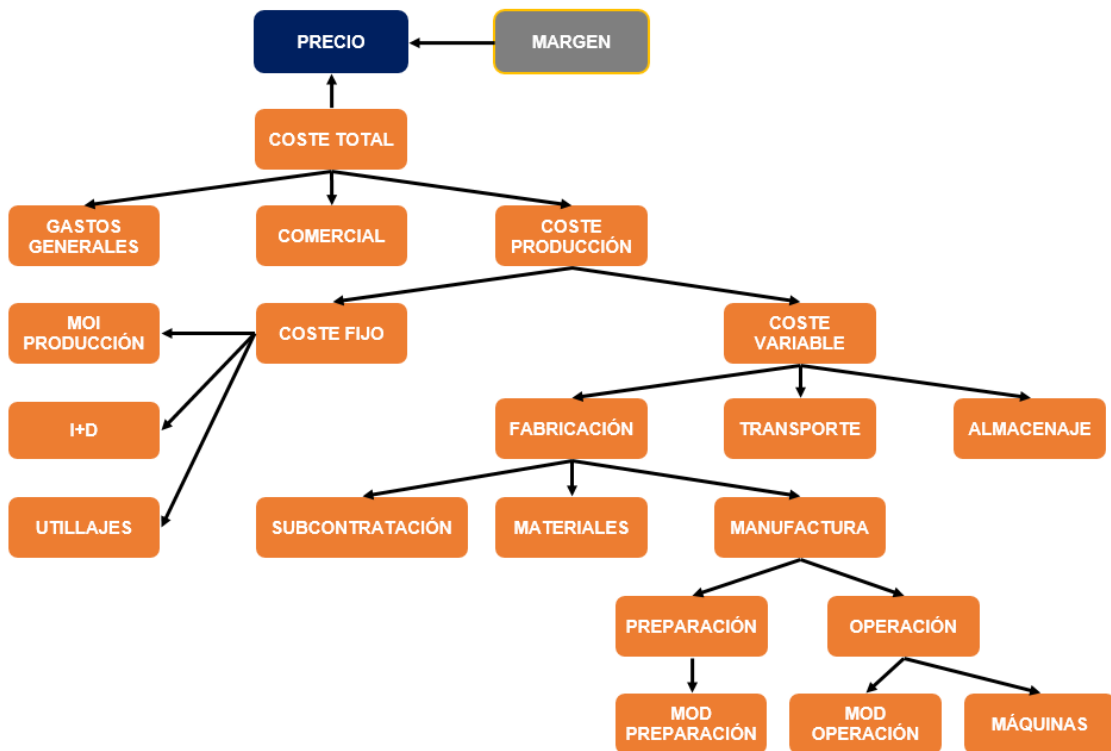 PRECIO
MARGEN
COSTE TOTAL
GASTOS
GENERALES
COMERCIAL
COSTE
PRODUCCIÓN
MOI
PRODUCCIÓN
COSTE FIJO
COSTE
VARIABLE
I+D
FABRICACIÓN
TRANSPORTE
ALMACENAJE
UTILLAJES
SUBCONTRATACIÓN
MATERIALES
MANUFACTURA
PREPARACIÓN
OPERACIÓN
MOD
PREPARACIÓN
MOD
OPERACIÓN
MÁQUINAS